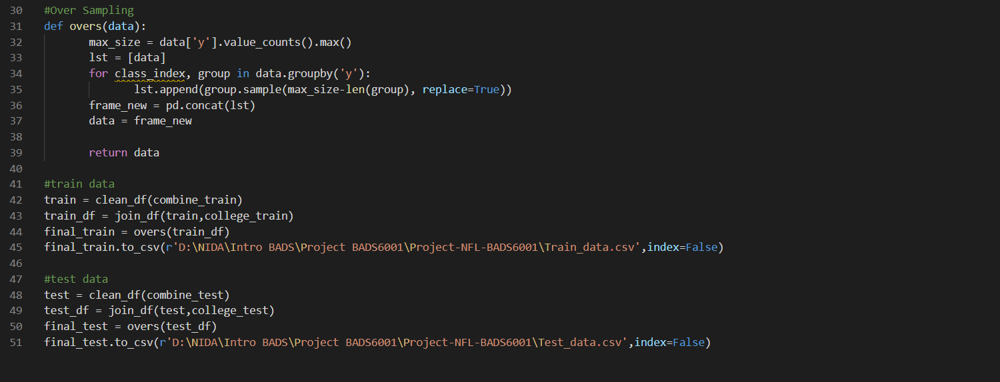 30 #Over Sampling
31 def overs(data):
32 max_size = data['y'].value_counts().max()
33 lst = [data]
34 for class_index, group in data.groupby('y'):
35 lst.append(group.sample(max_size-len(group), replace=True))
36 frame_new = pd.concat(lst)
37 data = frame_new
38
39 return data
40
41 #train data
42 train = clean_df(combine_train)
43 train_df = join_df(train,college_train)
44 final_train = overs(train_df)
45 final_train.to_csv(r'D:\NIDA\Intro BADS\Project BADS6001\Project-NFL-BADS6001\Train_data.csv',index=False)
46
47 #test data
48 test = clean_df(combine_test)
49 test_df = join_df(test,college_test)
50 final_test = overs(test_df)
51 final_test.to_csv(r'D:\NIDA\Intro BADS\Project BADS6001\Project-NFL-BADS6001\Test_data.csv',index=False)